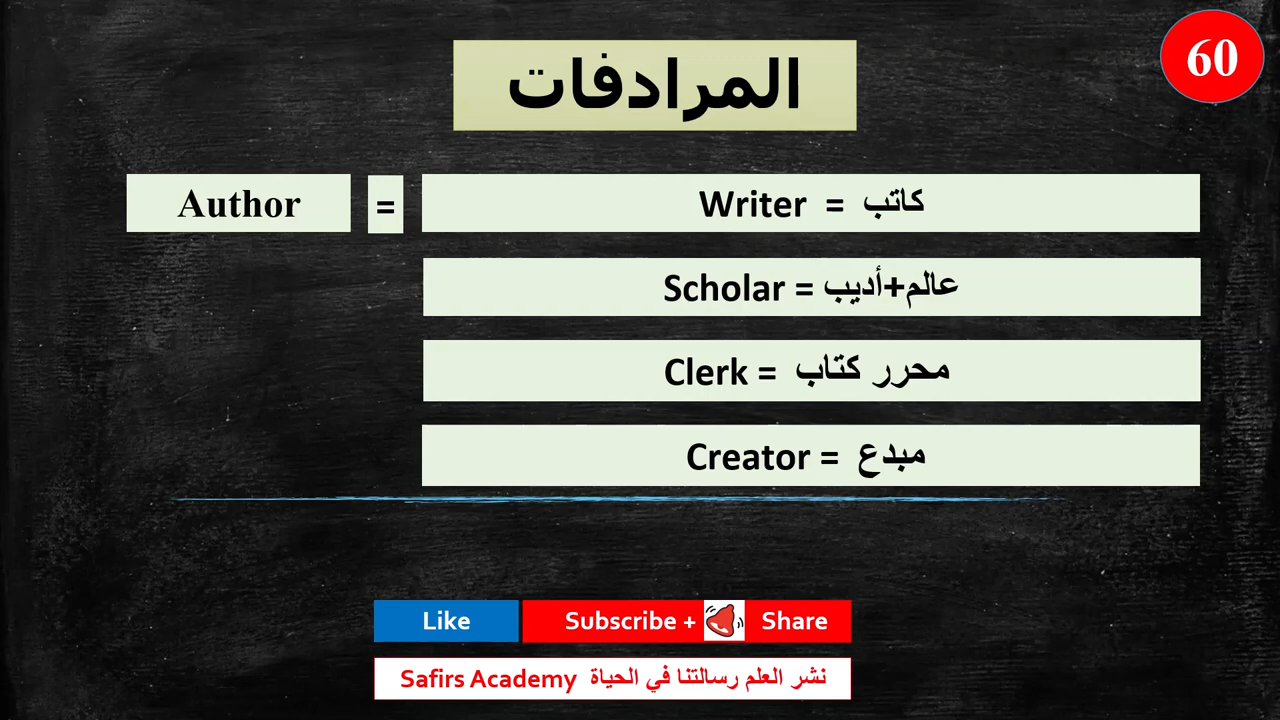 60
المرادفات
Author = Writer = كاتب
Scholar = عالم+أديب
Clerk = محرر كتاب
Creator = مبدع
Like Subscribe + Share
Safirs Academy نشر العلم رسالتنا في الحياة